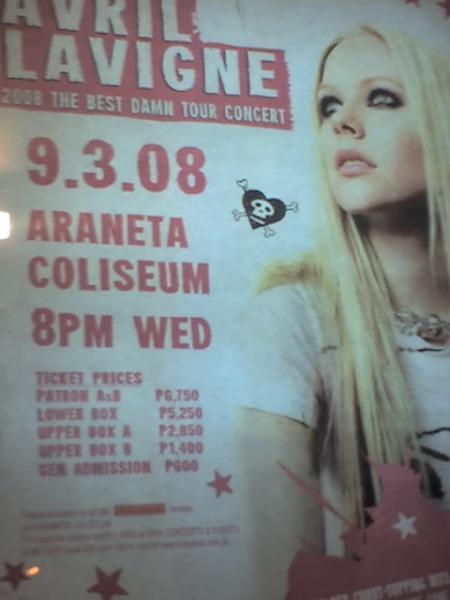 AVRIL
LAVIGNE
2008 THE BEST DAMN TOUR CONCERT
9.3.08
ARANETA
COLISEUM
8PM WED
TICKET PRICES
PATRON A&B P6,750
LOWER BOX P5,250
UPPER BOX A P2,850
UPPER BOX B P1,400
GEN ADMISSION P600